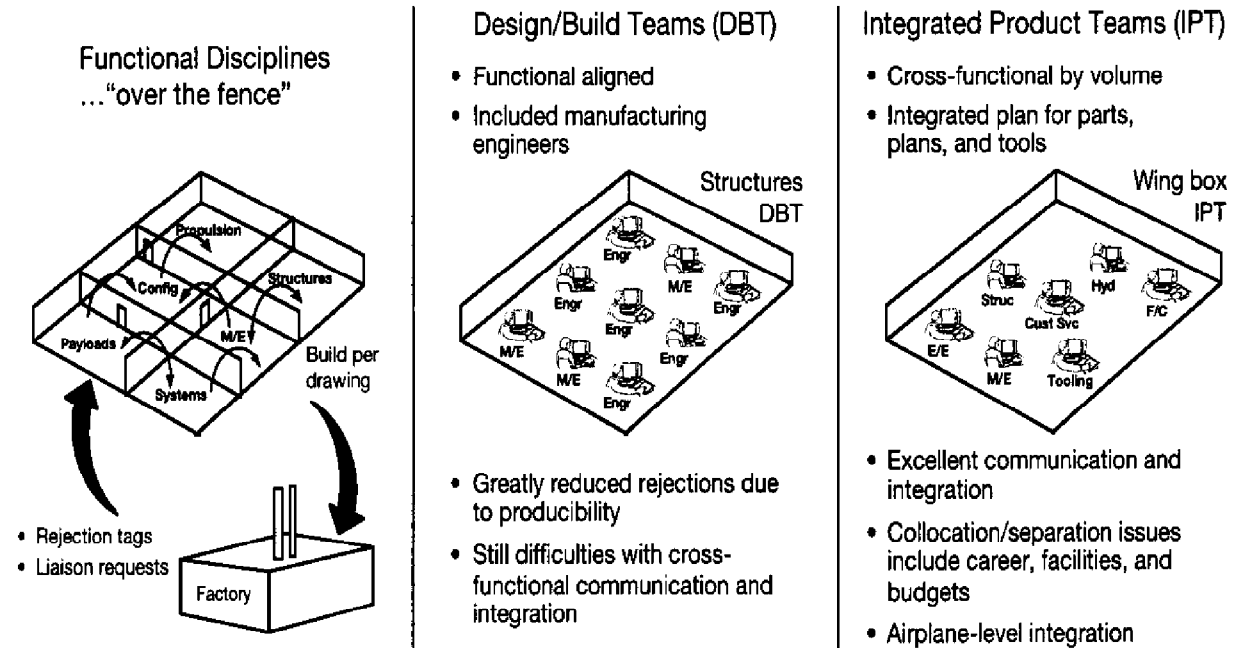 Functional Disciplines
…“over the fence”
Propulsion
Config
Structures
Payloads
M/E
Systems
Build per
drawing
• Rejection tags
• Liaison requests
Factory
Design/Build Teams (DBT)
• Functional aligned
• Included manufacturing
engineers
Structures
DBT
Engr
M/E
Engr
Engr
Engr
M/E
Engr
M/E
Engr
• Greatly reduced rejections due
to producibility
• Still difficulties with cross-
functional communication and
integration
Integrated Product Teams (IPT)
• Cross-functional by volume
• Integrated plan for parts,
plans, and tools
Wing box
IPT
Hyd
Struc
F/C
Cust Svc
E/E
M/E
Tooling
• Excellent communication and
integration
• Collocation/separation issues
include career, facilities, and
budgets
• Airplane-level integration